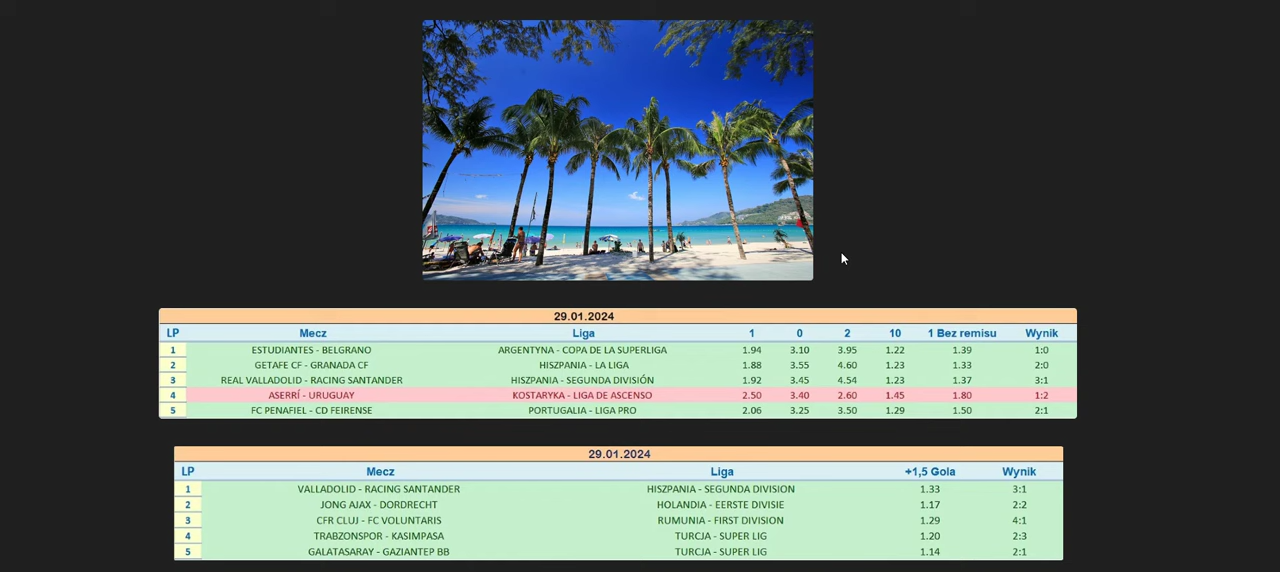 29.01.2024
LP Mecz Liga 1 0 2 10 1 Bez remisu Wynik
1 ESTUDIANTES - BELGRANO ARGENTYNA - COPA DE LA SUPERLIGA 1.94 3.10 3.95 1.22 1.39 1:0
2 GETAFE CF - GRANADA CF HISZPANIA - LA LIGA 1.88 3.55 4.60 1.23 1.33 2:0
3 REAL VALLADOLID - RACING SANTANDER HISZPANIA - SEGUNDA DIVISIÓN 1.92 3.45 4.54 1.23 1.37 3:1
4 ASERRÍ - URUGUAY KOSTARYKA - LIGA DE ASCENSO 2.50 3.40 2.60 1.45 1.80 1:2
5 FC PENAFIEL - CD FEIRENSE PORTUGALIA - LIGA PRO 2.06 3.25 3.50 1.29 1.50 2:1
29.01.2024
LP Mecz Liga +1,5 Gola Wynik
1 VALLADOLID - RACING SANTANDER HISZPANIA - SEGUNDA DIVISION 1.33 3:1
2 JONG AJAX - DORDRECHT HOLANDIA - EERSTE DIVISIE 1.17 2:2
3 CFR CLUJ - FC VOLUNTARIS RUMUNIA - FIRST DIVISION 1.29 4:1
4 TRABZONSPOR - KASIMPASA TURCJA - SUPER LIG 1.20 2:3
5 GALATASARAY - GAZIANTEP BB TURCJA - SUPER LIG 1.14 2:1